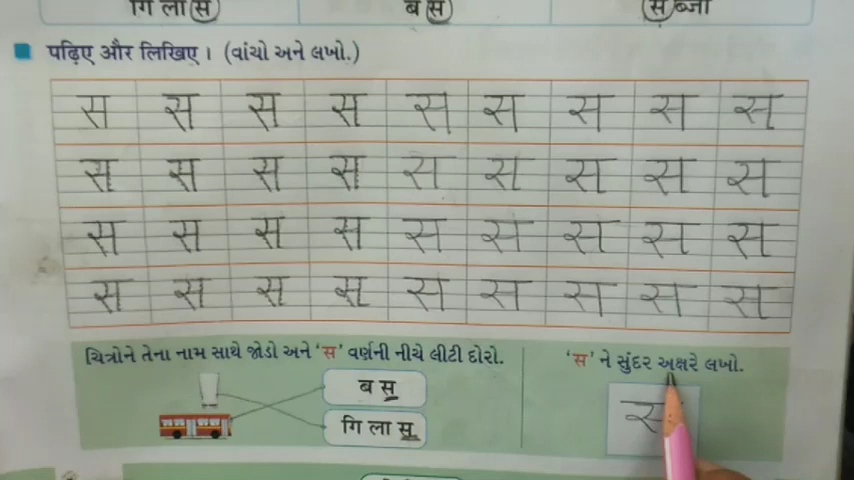 गि ला स ब स स ब्जी
पढ़िए और लिखिए। (વાંચો અને લખો.)
स स स स स स स स स
स स स स स स स स स
स स स स स स स स स
स स स स स स स स स
ચિત્રોને તેના નામ સાથે જોડો અને ‘स’ વર્ણની નીચે લીટી દોરો.
ब स
गि ला स
‘स’ ને સુંદર અક્ષરે લખો.